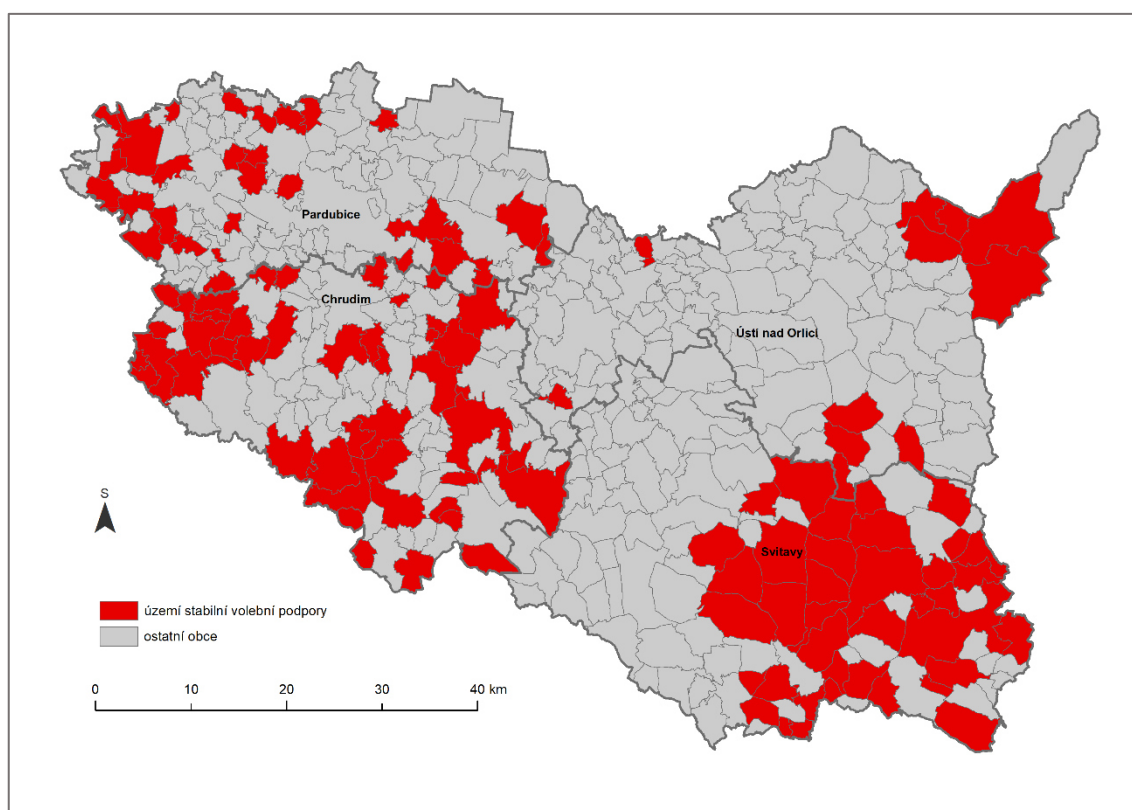 Pardubice
Chrudim
Ústí nad Orlicí
S
Svitavy
území stabilní volební podpory
ostatní obce
0 10 20 30 40 km